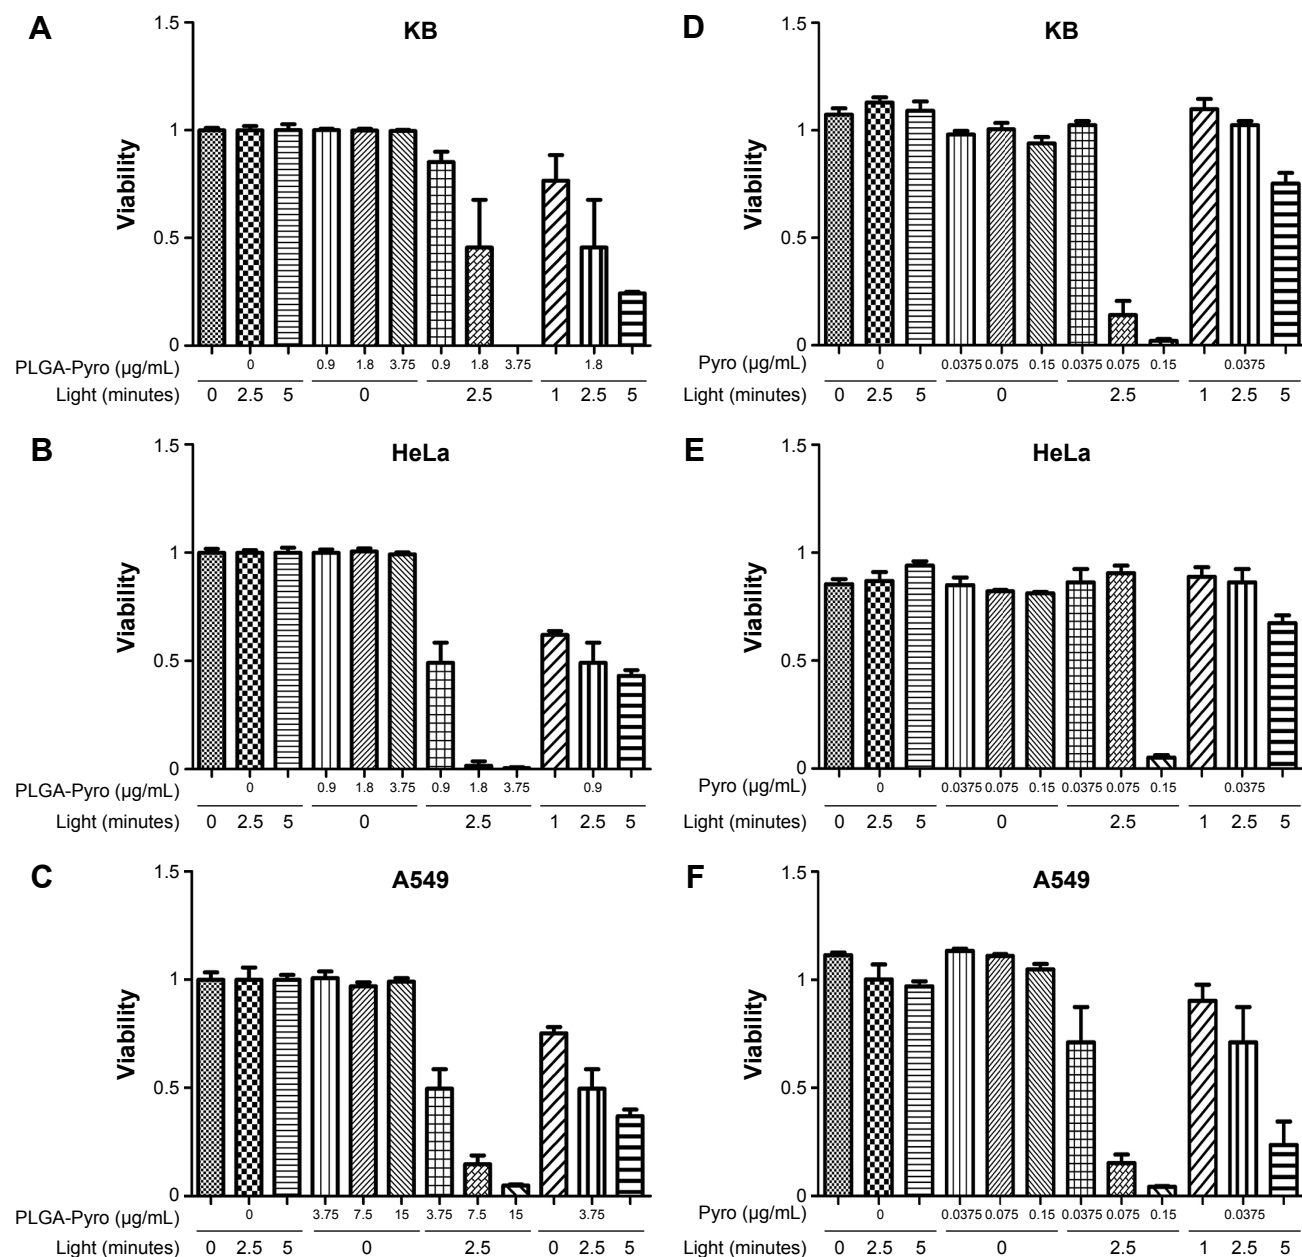 A
KB
1.5
1
0.5
0
Viability
PLGA-Pyro (µg/mL) 0 0.9 1.8 3.75 0.9 1.8 3.75 1.8
Light (minutes) 0 2.5 5 0 2.5 1 2.5 5
D
KB
1.5
1
0.5
0
Viability
Pyro (µg/mL) 0 0.0375 0.075 0.15 0.0375 0.075 0.15 0.0375
Light (minutes) 0 2.5 5 0 2.5 1 2.5 5
B
HeLa
1.5
1
0.5
0
Viability
PLGA-Pyro (µg/mL) 0 0.9 1.8 3.75 0.9 1.8 3.75 0.9
Light (minutes) 0 2.5 5 0 2.5 1 2.5 5
E
HeLa
1.5
1
0.5
0
Viability
Pyro (µg/mL) 0 0.0375 0.075 0.15 0.0375 0.075 0.15 0.0375
Light (minutes) 0 2.5 5 0 2.5 1 2.5 5
C
A549
1.5
1
0.5
0
Viability
PLGA-Pyro (µg/mL) 0 3.75 7.5 15 3.75 7.5 15 3.75
Light (minutes) 0 2.5 5 0 2.5 0 2.5 5
F
A549
1.5
1
0.5
0
Viability
Pyro (µg/mL) 0 0.0375 0.075 0.15 0.0375 0.075 0.15 0.0375
Light (minutes) 0 2.5 5 0 2.5 1 2.5 5